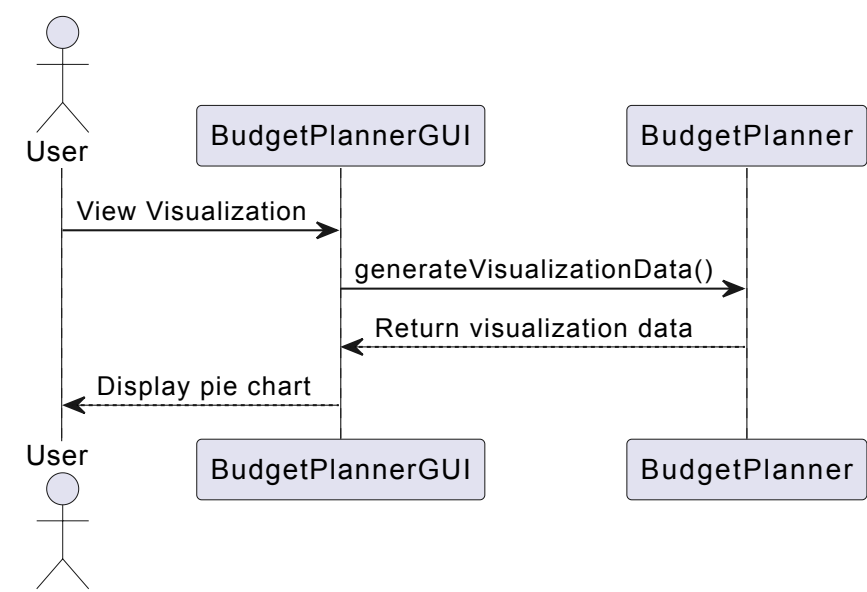 User
BudgetPlannerGUI
BudgetPlanner
View Visualization
generateVisualizationData()
Return visualization data
Display pie chart
User
BudgetPlannerGUI
BudgetPlanner